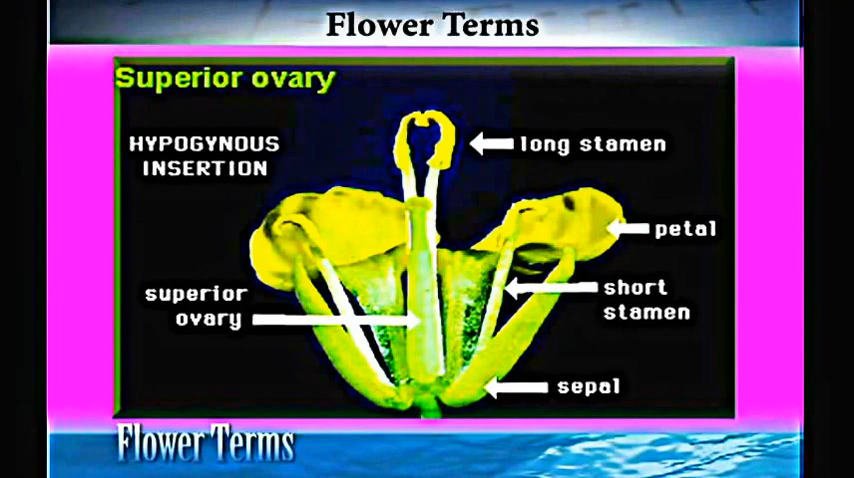 Flower Terms
Superior ovary
HYPOGYNOUS
INSERTION
long stamen
petal
superior
ovary
short
stamen
sepal
Flower Terms